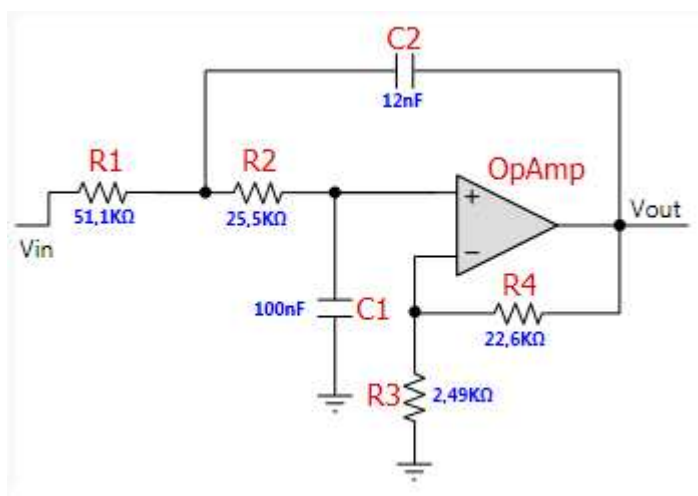 C2
12nF
R1
51,1KΩ
R2
25,5KΩ
OpAmp
+
−
Vin
Vout
100nF
C1
R4
22,6KΩ
R3
2,49KΩ